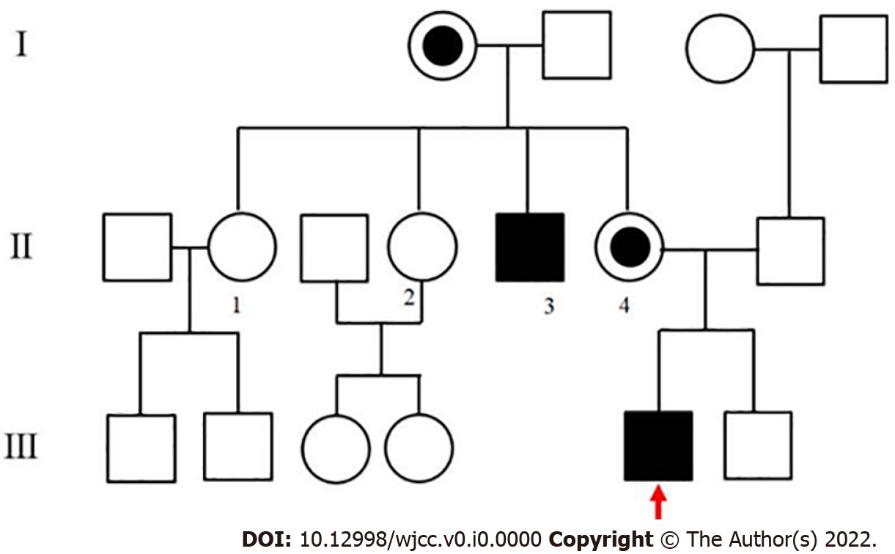 I
II
1
2
3
4
III
DOI: 10.12998/wjcc.v0.i0.0000 Copyright © The Author(s) 2022.